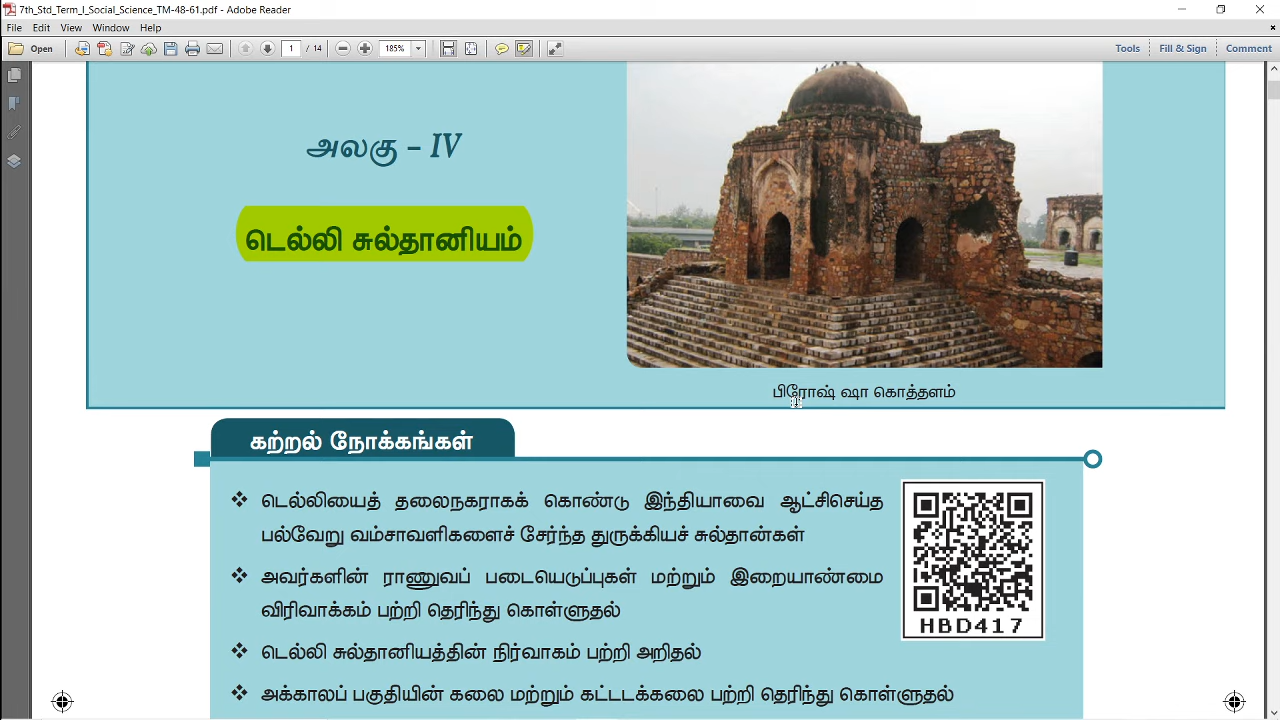 7th_Std_Term_I_Social_Science_TM-48-61.pdf - Adobe Reader
File Edit View Window Help
Open 1 / 14 185% Tools Fill & Sign Comment
அலகு – IV
டெல்லி சுல்தானியம்
பிரோஷ் ஷா கொத்தளம்
கற்றல் நோக்கங்கள்
❖ டெல்லியைத் தலைநகராகக் கொண்டு இந்தியாவை ஆட்சிசெய்த
பல்வேறு வம்சாவளிகளைச் சேர்ந்த துருக்கியச் சுல்தான்கள்
❖ அவர்களின் ராணுவப் படையெடுப்புகள் மற்றும் இறையாண்மை
விரிவாக்கம் பற்றி தெரிந்து கொள்ளுதல்
HBD417
❖ டெல்லி சுல்தானியத்தின் நிர்வாகம் பற்றி அறிதல்
❖ அக்காலப் பகுதியின் கலை மற்றும் கட்டடக்கலை பற்றி தெரிந்து கொள்ளுதல்